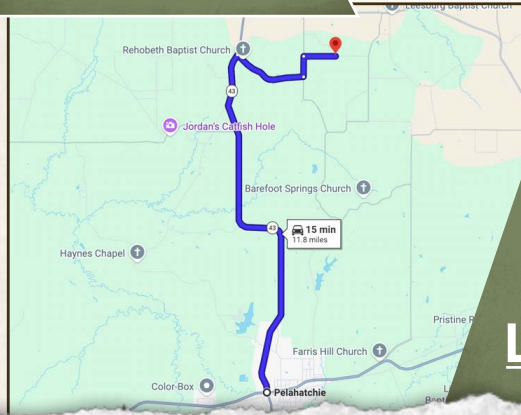 Leesburg Baptist Church
Rehobeth Baptist Church
43
Jordan's Catfish Hole
Barefoot Springs Church
43
15 min
11.8 miles
Haynes Chapel
Pristine R
Farris Hill Church
L
Color-Box
Pelahatchie